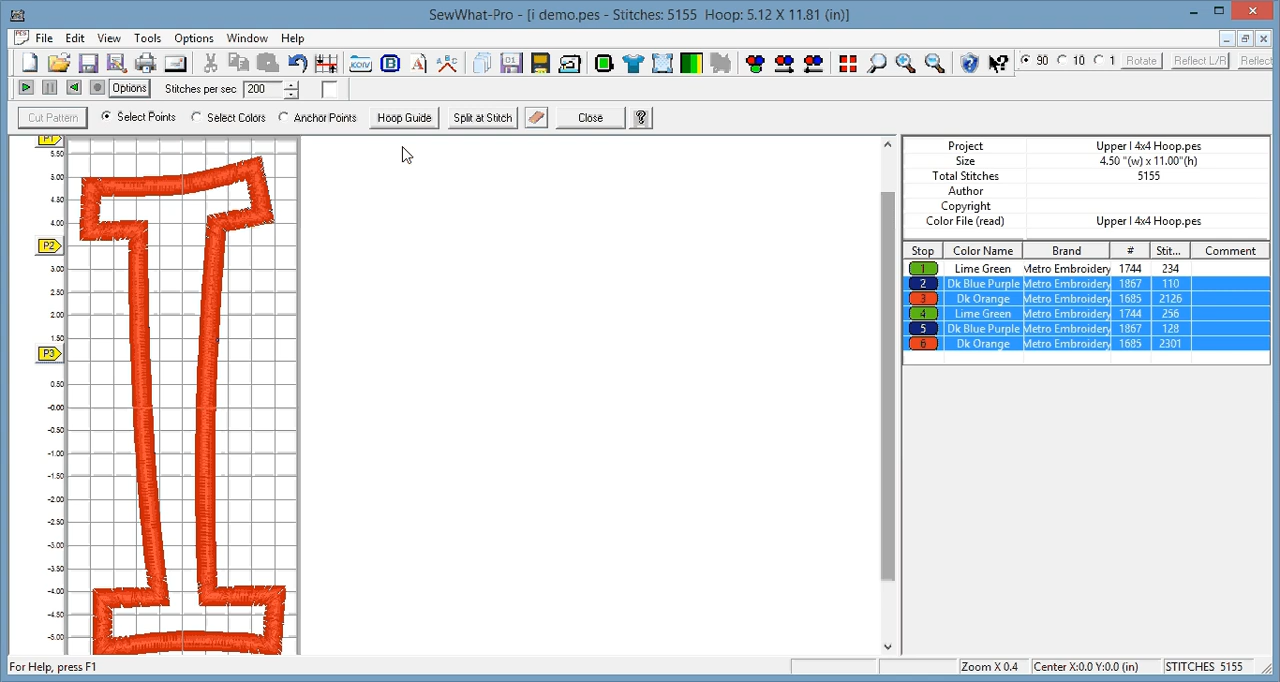 SewWhat-Pro - [i demo.pes - Stitches: 5155  Hoop: 5.12 X 11.81 (in)]
File Edit View Tools Options Window Help
90 10 1 Rotate Reflect L/R Reflect
Options Stitches per sec 200
Cut Pattern Select Points Select Colors Anchor Points Hoop Guide Split at Stitch Close ?
P1
5.50
5.00
4.50
4.00
P2
3.00
2.50
2.00
1.50
P3
0.50
-0.00
-0.50
-1.00
-1.50
-2.00
-2.50
-3.00
-3.50
-4.00
-4.50
-5.00
Project Upper I 4x4 Hoop.pes
Size 4.50 "(w) x 11.00"(h)
Total Stitches 5155
Author
Copyright
Color File (read) Upper I 4x4 Hoop.pes
Stop Color Name Brand # Stit... Comment
1 Lime Green Metro Embroidery 1744 234
2 Dk Blue Purple Metro Embroidery 1867 110
3 Dk Orange Metro Embroidery 1685 2126
4 Lime Green Metro Embroidery 1744 256
5 Dk Blue Purple Metro Embroidery 1867 128
6 Dk Orange Metro Embroidery 1685 2301
For Help, press F1 Zoom X 0.4 Center X:0.0 Y:0.0 (in) STITCHES 5155